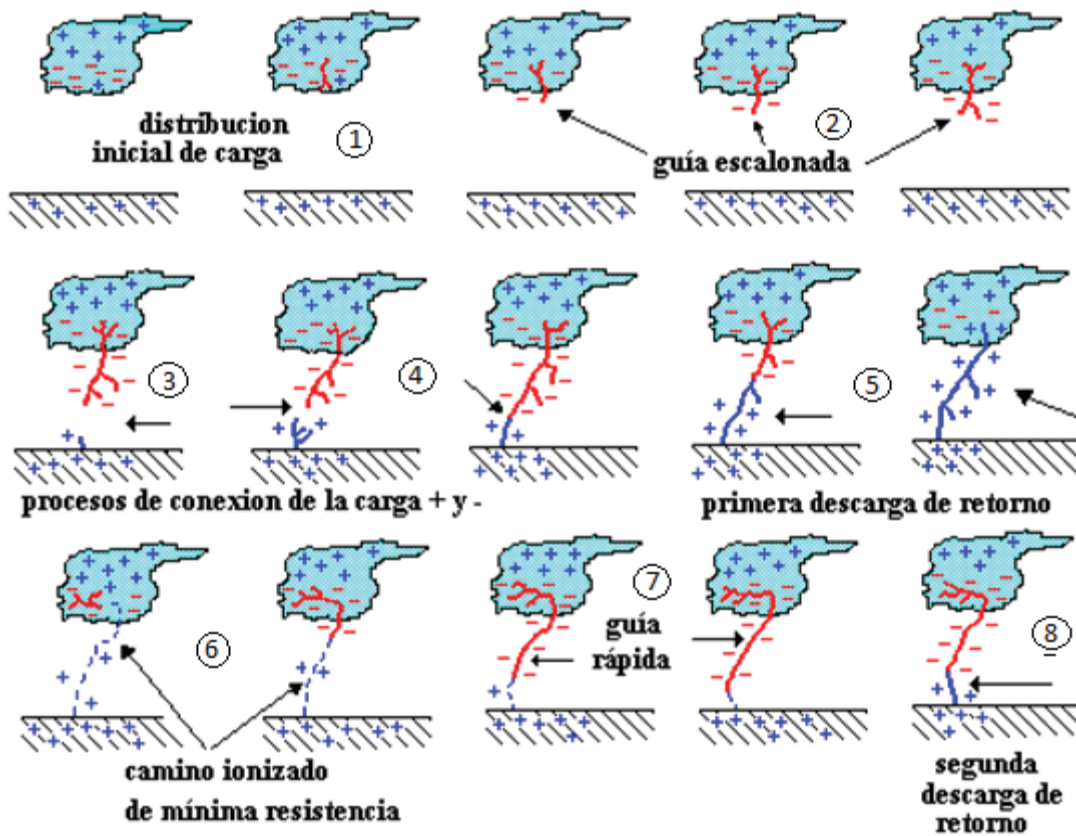 distribucion
inicial de carga
1
2
guía escalonada
3
4
5
procesos de conexion de la carga + y -
primera descarga de retorno
6
7
guía
rápida
8
camino ionizado
de mínima resistencia
segunda
descarga de
retorno